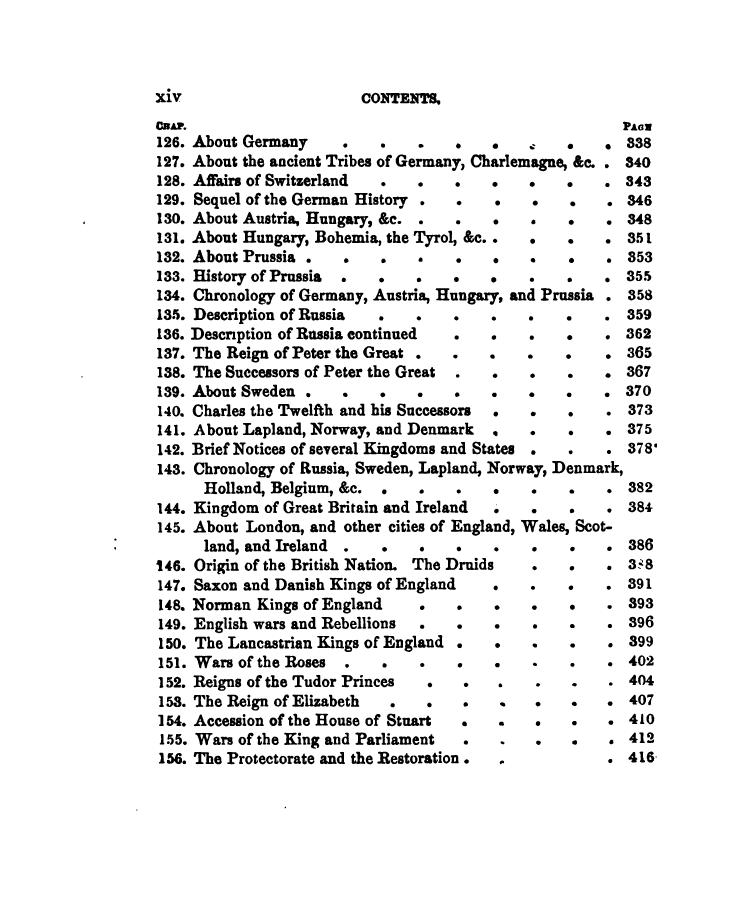 xiv CONTENTS.
CHAP. PAGE
126. About Germany . . . . . . . . 338
127. About the ancient Tribes of Germany, Charlemagne, &c. . 340
128. Affairs of Switzerland . . . . . . . 343
129. Sequel of the German History . . . . . . 346
130. About Austria, Hungary, &c. . . . . . . 348
131. About Hungary, Bohemia, the Tyrol, &c. . . . . 351
132. About Prussia . . . . . . . . . 353
133. History of Prussia . . . . . . . . 355
134. Chronology of Germany, Austria, Hungary, and Prussia . 358
135. Description of Russia . . . . . . . 359
136. Description of Russia continued . . . . . 362
137. The Reign of Peter the Great . . . . . . 365
138. The Successors of Peter the Great . . . . . 367
139. About Sweden . . . . . . . . . 370
140. Charles the Twelfth and his Successors . . . . 373
141. About Lapland, Norway, and Denmark . . . . 375
142. Brief Notices of several Kingdoms and States . . . 378
143. Chronology of Russia, Sweden, Lapland, Norway, Denmark,
Holland, Belgium, &c. . . . . . . . 382
144. Kingdom of Great Britain and Ireland . . . . 384
145. About London, and other cities of England, Wales, Scot-
land, and Ireland . . . . . . . . 386
146. Origin of the British Nation. The Druids . . . 388
147. Saxon and Danish Kings of England . . . . 391
148. Norman Kings of England . . . . . . 393
149. English wars and Rebellions . . . . . . 396
150. The Lancastrian Kings of England . . . . . 399
151. Wars of the Roses . . . . . . . . 402
152. Reigns of the Tudor Princes . . . . . . 404
153. The Reign of Elizabeth . . . . . . . 407
154. Accession of the House of Stuart . . . . . 410
155. Wars of the King and Parliament . . . . . 412
156. The Protectorate and the Restoration . . . 416